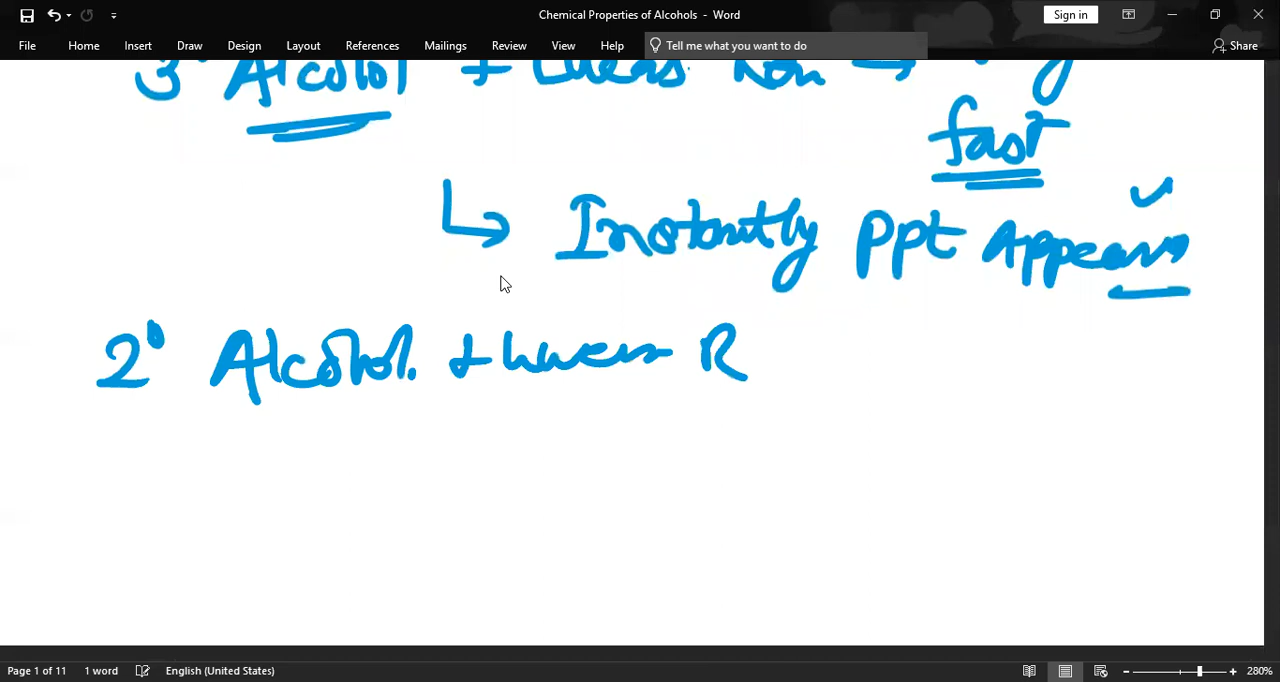 Chemical Properties of Alcohols - Word
Sign in
File Home Insert Draw Design Layout References Mailings Review View Help Tell me what you want to do Share
3° Alcohol + Lucas
fast
Instantly ppt Appears
2° Alcohol. + Lucas R
Page 1 of 11 1 word English (United States) 280%